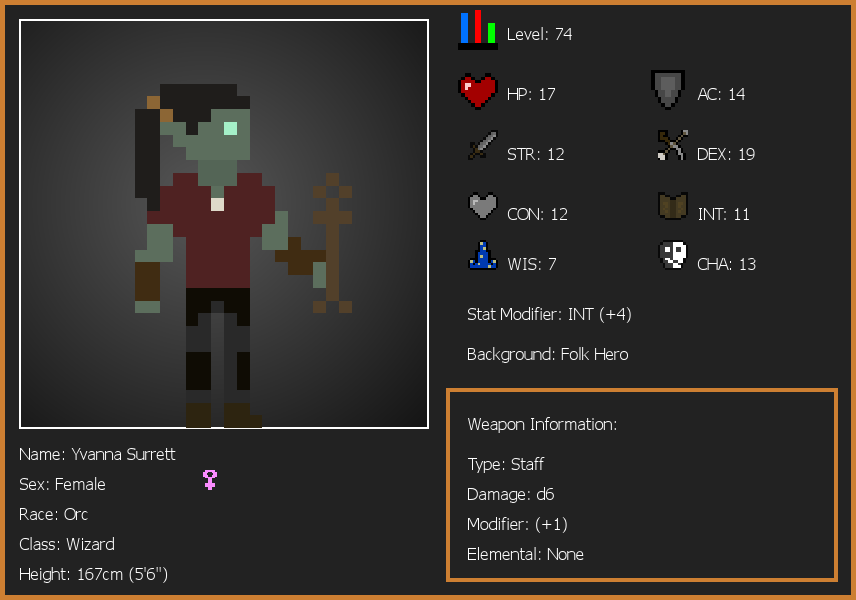 Level: 74
HP: 17
AC: 14
STR: 12
DEX: 19
CON: 12
INT: 11
WIS: 7
CHA: 13
Stat Modifier: INT (+4)
Background: Folk Hero
Weapon Information:
Type: Staff
Damage: d6
Modifier: (+1)
Elemental: None
Name: Yvanna Surrett
Sex: Female
Race: Orc
Class: Wizard
Height: 167cm (5'6")